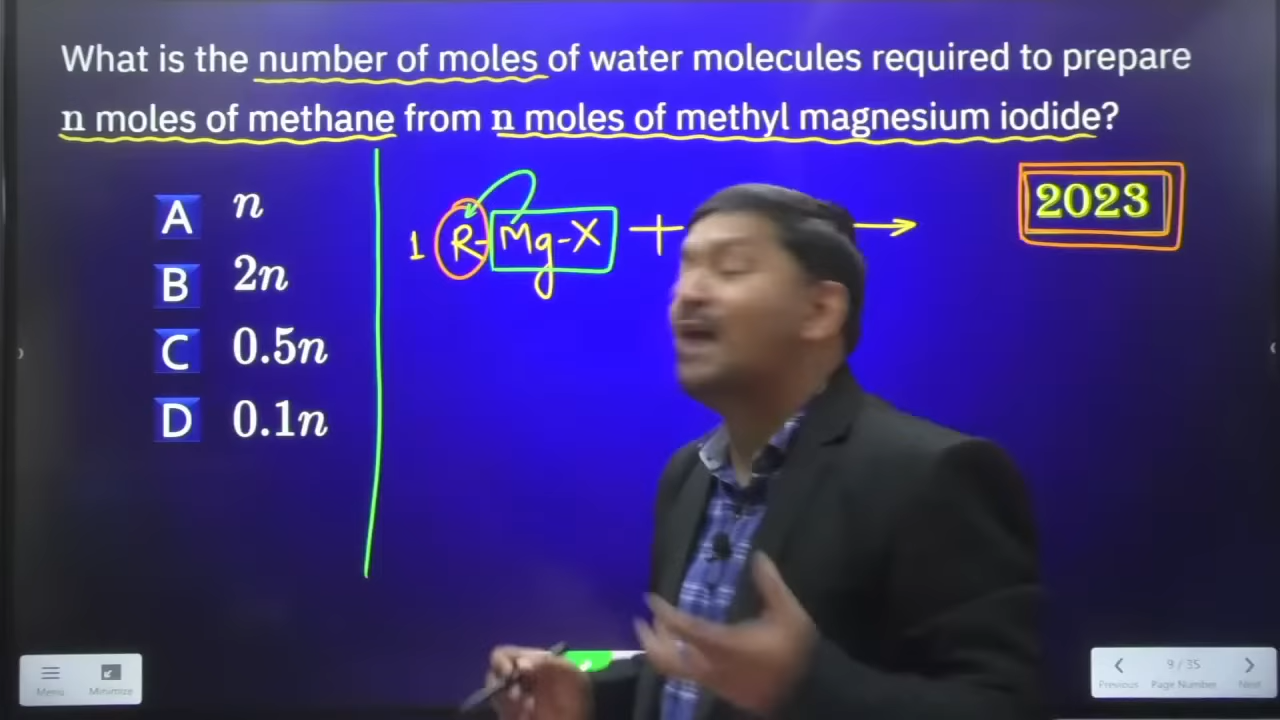 What is the number of moles of water molecules required to prepare
n moles of methane from n moles of methyl magnesium iodide?
A n
B 2n
C 0.5n
D 0.1n
1 R-Mg-X + →
2023
Menu Minimize
9 / 35
Previous Page Number Next